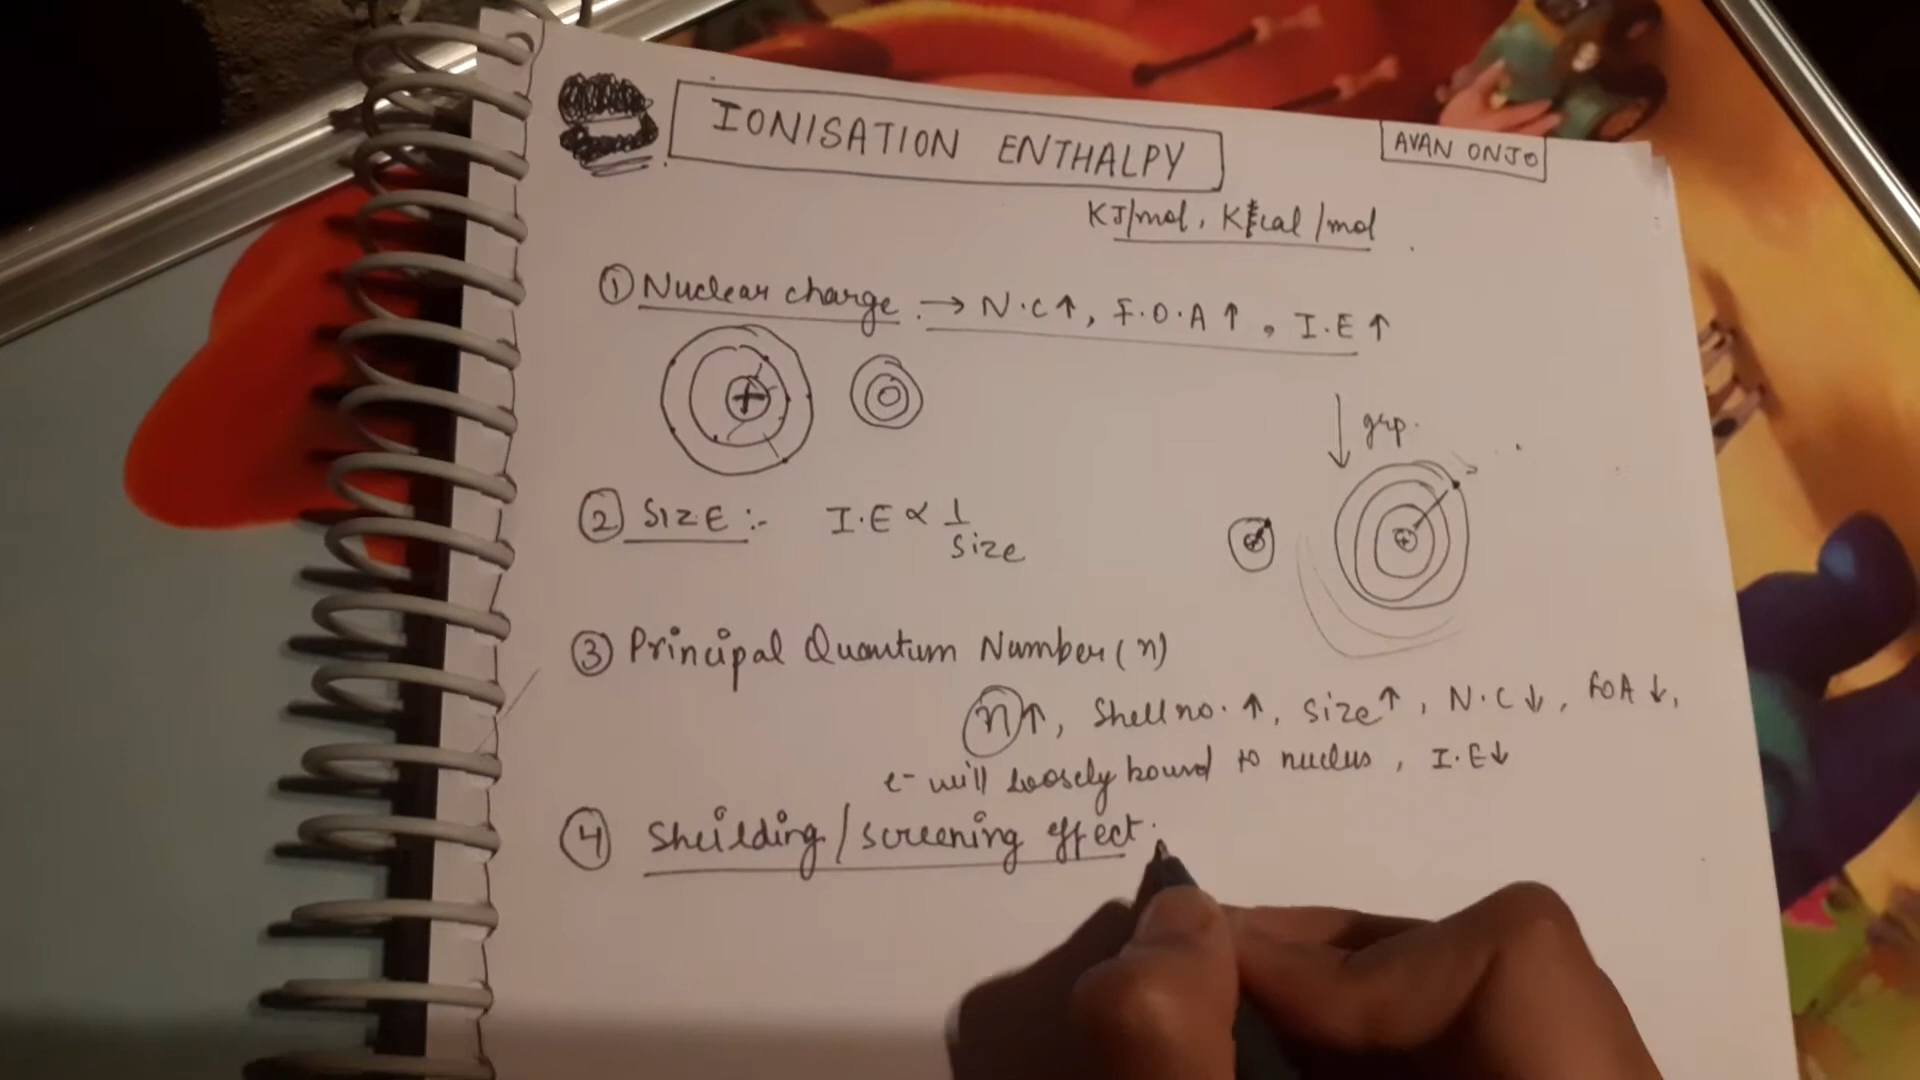 IONISATION ENTHALPY
AVAN ONJO
KJ/mol, Kcal/mol
① Nuclear charge. → N.C↑, F.O.A↑, I.E↑
↓ grp.
② SIZE :- I.E ∝ 1/Size
③ Principal Quantum Number (n)
n↑, Shell no. ↑, Size↑, N.C↓, FOA↓,
e- will loosely bound to nucleus, I.E↓
④ Sheilding/screening effect.